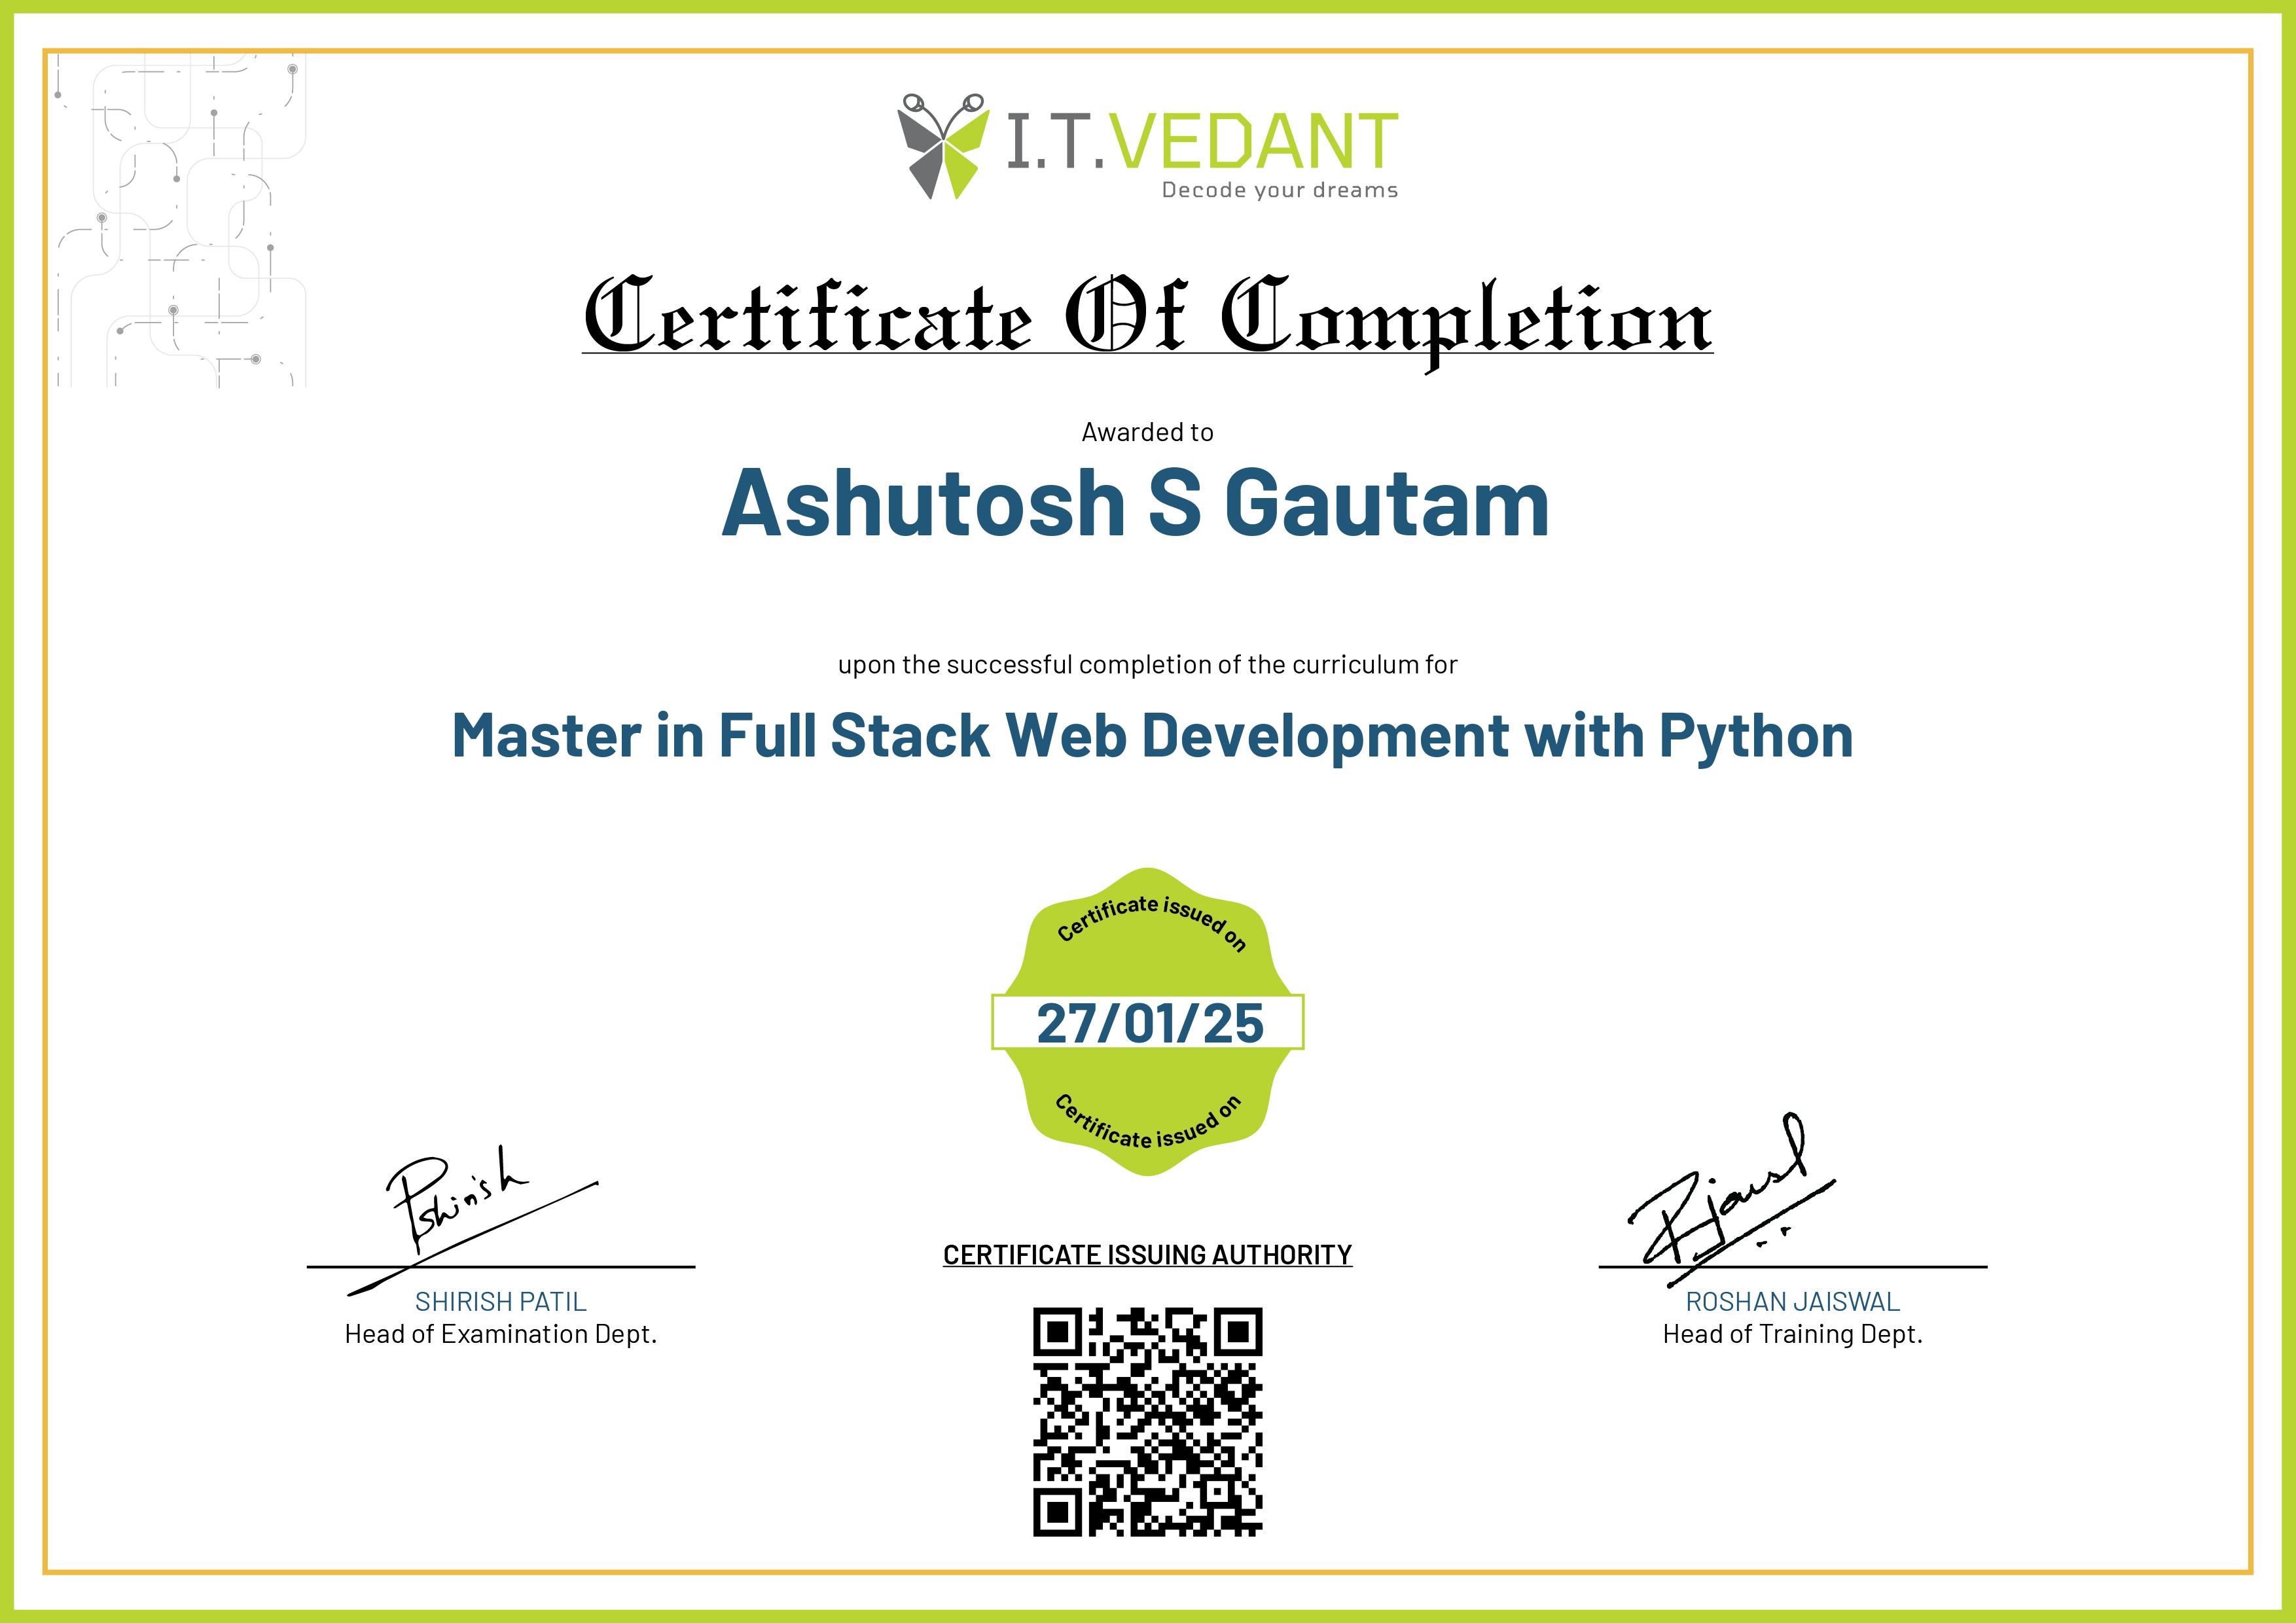 I.T.VEDANT
Decode your dreams
Certificate Of Completion
Awarded to
Ashutosh S Gautam
upon the successful completion of the curriculum for
Master in Full Stack Web Development with Python
Certificate issued on
27/01/25
Certificate issued on
Pshirish
Rjaiswal
CERTIFICATE ISSUING AUTHORITY
SHIRISH PATIL
Head of Examination Dept.
ROSHAN JAISWAL
Head of Training Dept.